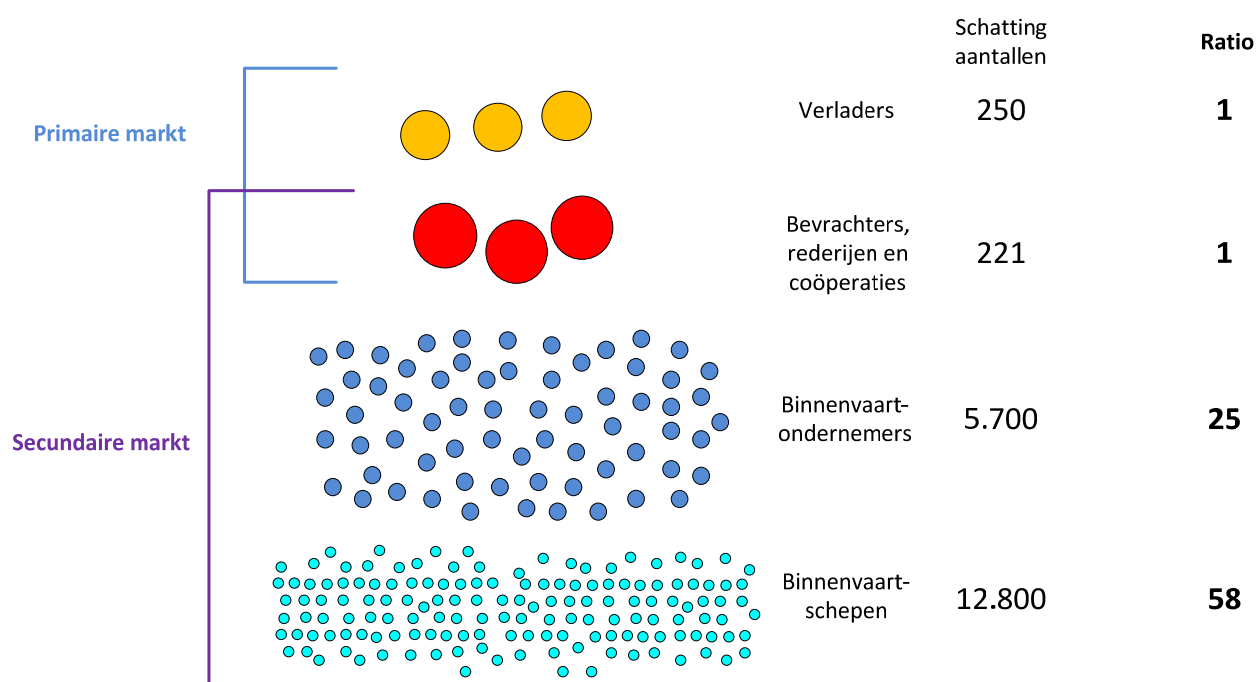 Schatting
aantallen
Ratio
Primaire markt
Verladers
250
1
Bevrachters,
rederijen en
coöperaties
221
1
Secundaire markt
Binnenvaart-
ondernemers
5.700
25
Binnenvaart-
schepen
12.800
58